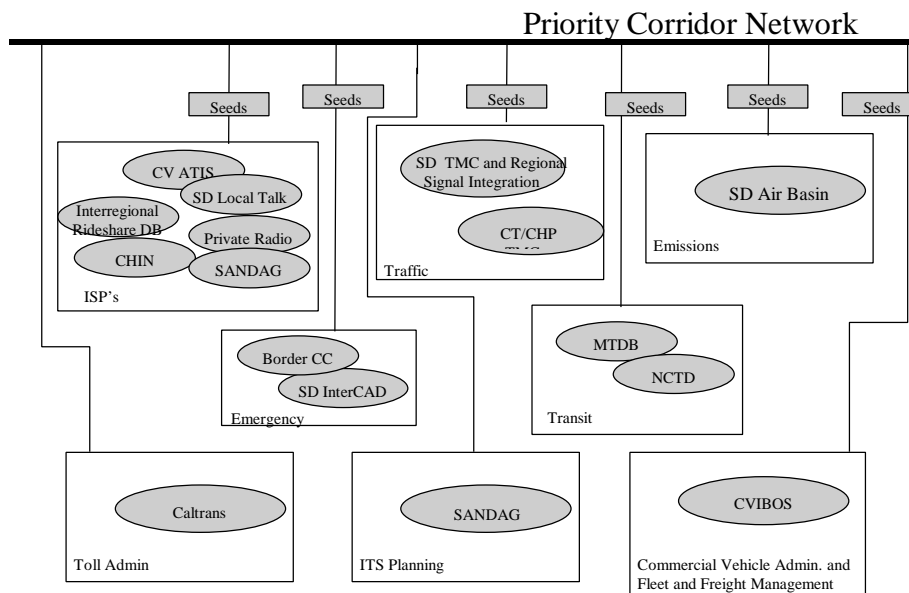 Priority Corridor Network
Seeds
Seeds
Seeds
Seeds
Seeds
Seeds
CV ATIS
SD Local Talk
Interregional
Rideshare DB
Private Radio
CHIN
SANDAG
ISP's
SD TMC and Regional
Signal Integration
CT/CHP
TMC
Traffic
SD Air Basin
Emissions
Border CC
SD InterCAD
Emergency
MTDB
NCTD
Transit
Caltrans
Toll Admin
SANDAG
ITS Planning
CVIBOS
Commercial Vehicle Admin. and
Fleet and Freight Management